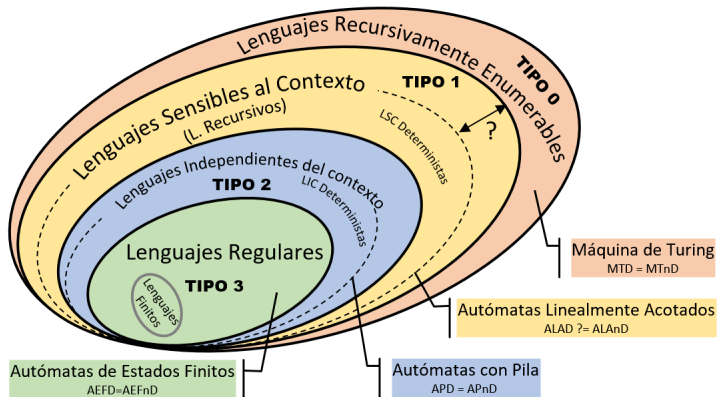 Lenguajes Recursivamente Enumerables
TIPO 0
Lenguajes Sensibles al Contexto
(L. Recursivos)
TIPO 1
LSC Deterministas
?
Lenguajes Independientes del contexto
TIPO 2
LIC Deterministas
Lenguajes Regulares
TIPO 3
Lenguajes
Finitos
Máquina de Turing
MTD = MTnD
Autómatas Linealmente Acotados
ALAD ?= ALAnD
Autómatas de Estados Finitos
AEFD=AEFnD
Autómatas con Pila
APD = APnD